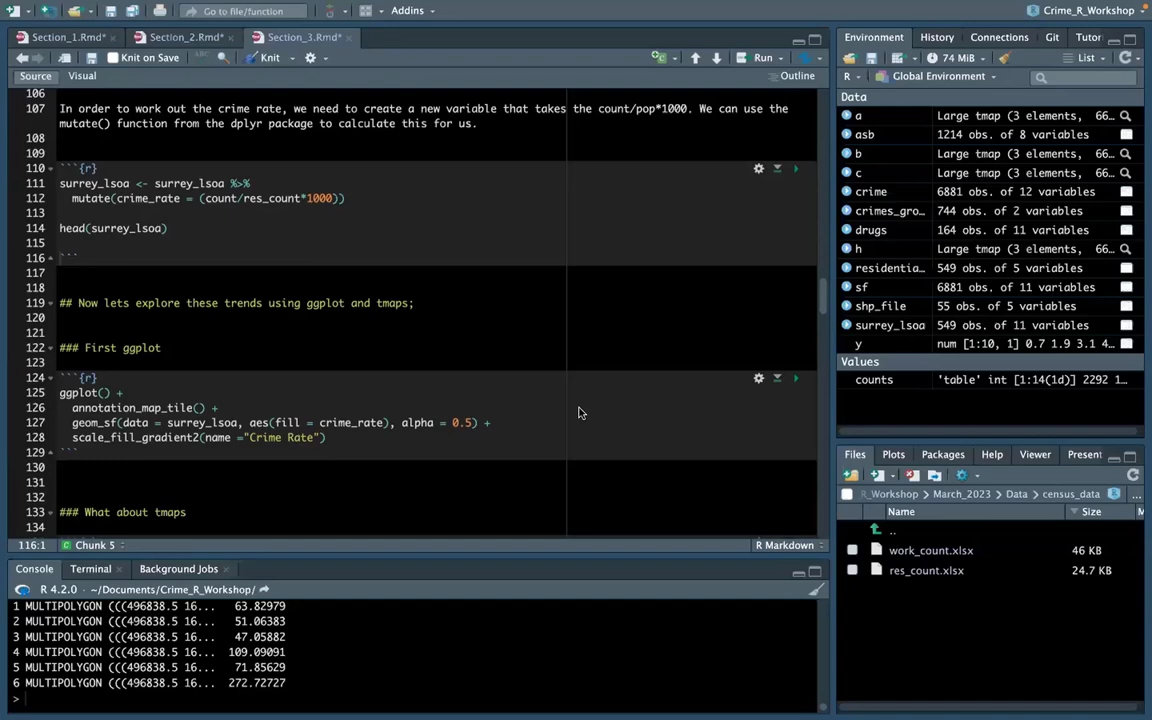 Go to file/function
Addins
Crime_R_Workshop
Section_1.Rmd*
Section_2.Rmd*
Section_3.Rmd*
Knit on Save
ABC
Knit
Run
Source
Visual
Outline
106
107
In order to work out the crime rate, we need to create a new variable that takes the count/pop*1000. We can use the
mutate() function from the dplyr package to calculate this for us.
108
109
110 ```{r}
111 surrey_lsoa <- surrey_lsoa %>%
112 mutate(crime_rate = (count/res_count*1000))
113
114 head(surrey_lsoa)
115
116 ```
117
118
119 ## Now lets explore these trends using ggplot and tmaps;
120
121
122 ### First ggplot
123
124 ```{r}
125 ggplot() +
126 annotation_map_tile() +
127 geom_sf(data = surrey_lsoa, aes(fill = crime_rate), alpha = 0.5) +
128 scale_fill_gradient2(name ="Crime Rate")
129 ```
130
131
132
133 ### What about tmaps
134
116:1
Chunk 5
R Markdown
Console
Terminal
Background Jobs
R 4.2.0 · ~/Documents/Crime_R_Workshop/
1 MULTIPOLYGON (((496838.5 16... 63.82979
2 MULTIPOLYGON (((496838.5 16... 51.06383
3 MULTIPOLYGON (((496838.5 16... 47.05882
4 MULTIPOLYGON (((496838.5 16... 109.09091
5 MULTIPOLYGON (((496838.5 16... 71.85629
6 MULTIPOLYGON (((496838.5 16... 272.72727
>
Environment
History
Connections
Git
Tutor
74 MiB
List
R
Global Environment
Data
a Large tmap (3 elements, 66…
asb 1214 obs. of 8 variables
b Large tmap (3 elements, 66…
c Large tmap (3 elements, 66…
crime 6881 obs. of 12 variables
crimes_gro… 744 obs. of 2 variables
drugs 164 obs. of 11 variables
h Large tmap (3 elements, 66…
residentia… 549 obs. of 5 variables
sf 6881 obs. of 11 variables
shp_file 55 obs. of 5 variables
surrey_lsoa 549 obs. of 11 variables
y num [1:10, 1] 0.7 1.9 3.1 4…
Values
counts 'table' int [1:14(1d)] 2292 1…
Files
Plots
Packages
Help
Viewer
Present
R_Workshop
March_2023
Data
census_data
...
Name
Size
M
..
work_count.xlsx 46 KB
res_count.xlsx 24.7 KB